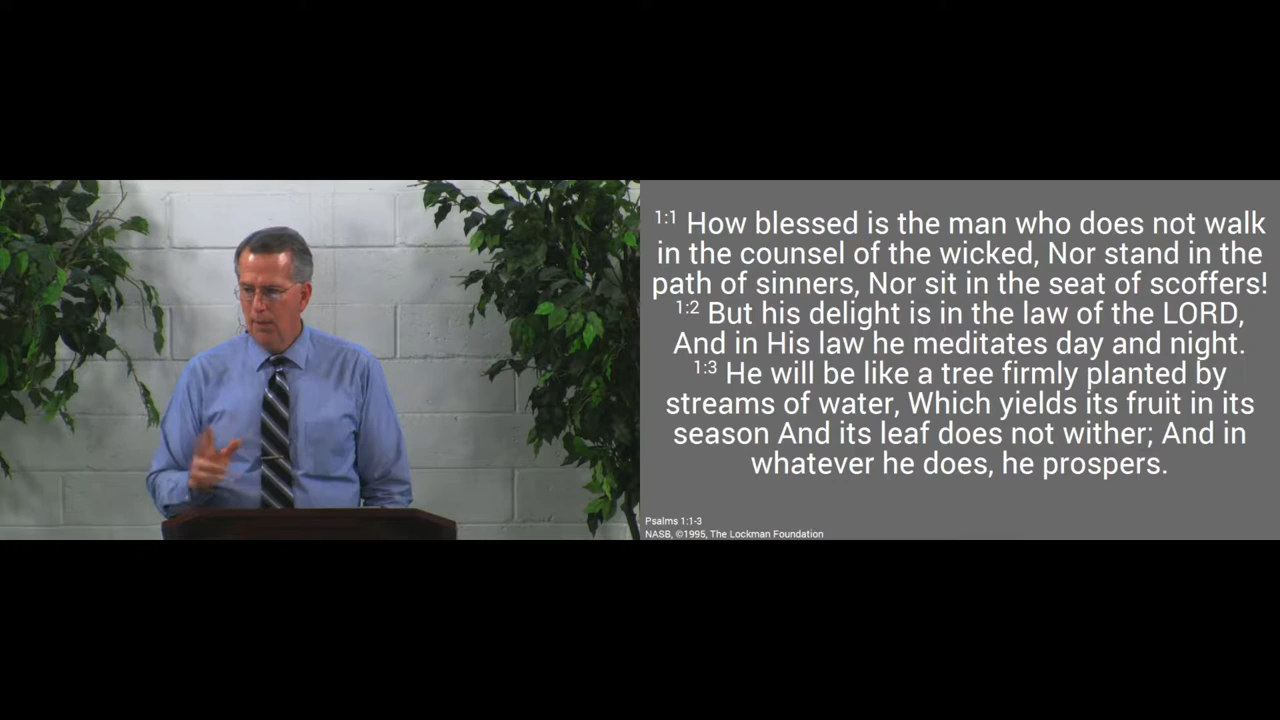 1:1 How blessed is the man who does not walk
in the counsel of the wicked, Nor stand in the
path of sinners, Nor sit in the seat of scoffers!
1:2 But his delight is in the law of the LORD,
And in His law he meditates day and night.
1:3 He will be like a tree firmly planted by
streams of water, Which yields its fruit in its
season And its leaf does not wither; And in
whatever he does, he prospers.
Psalms 1:1-3
NASB, ©1995, The Lockman Foundation